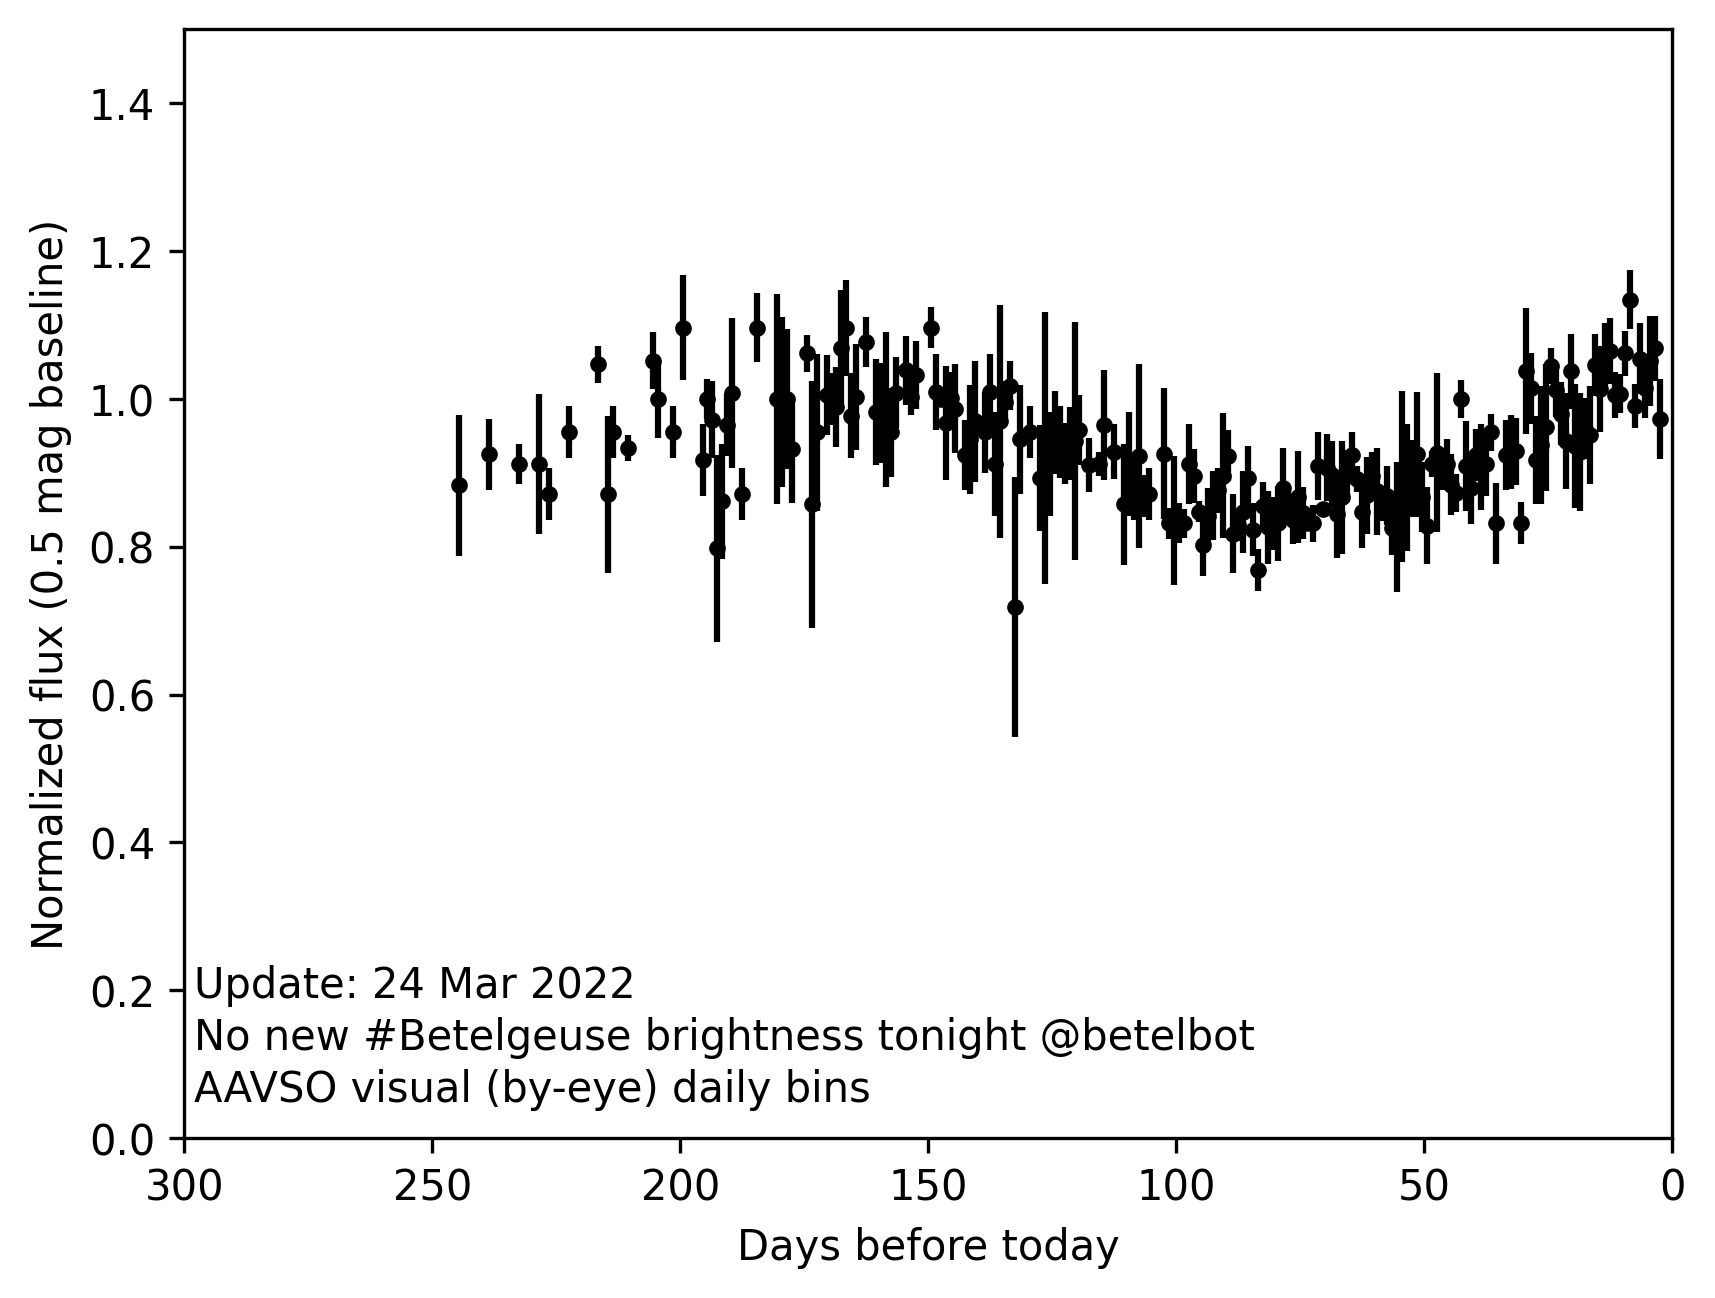 1.4
1.2
1.0
0.8
0.6
0.4
0.2
0.0
Normalized flux (0.5 mag baseline)
Update: 24 Mar 2022
No new #Betelgeuse brightness tonight @betelbot
AAVSO visual (by-eye) daily bins
300 250 200 150 100 50 0
Days before today